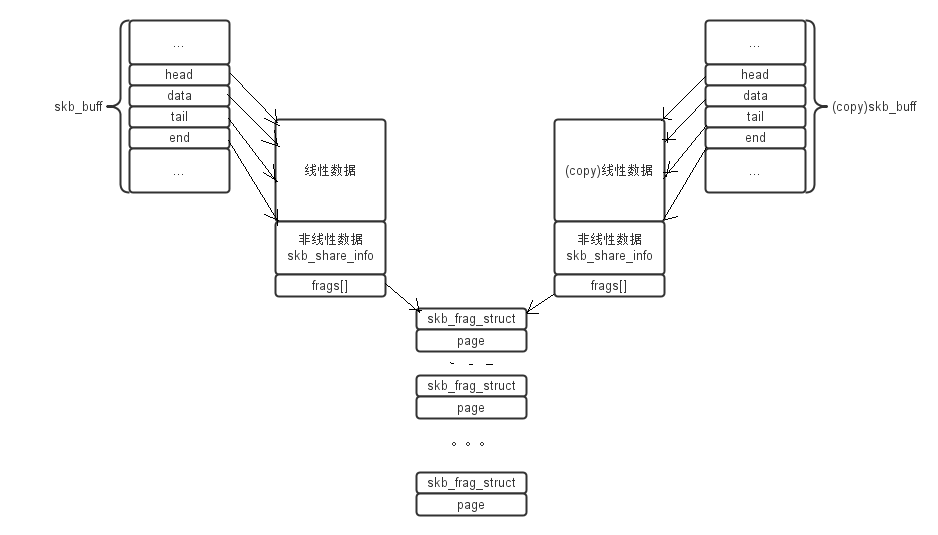 skb_buff
...
head
data
tail
end
...
线性数据
非线性数据
skb_share_info
frags[]
...
head
data
tail
end
...
(copy)skb_buff
(copy)线性数据
非线性数据
skb_share_info
frags[]
skb_frag_struct
page
skb_frag_struct
page
。。。
skb_frag_struct
page